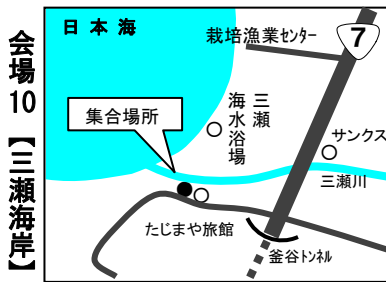 会場10 【三瀬海岸】
日本海
栽培漁業センター
7
三瀬
海水浴場
集合場所
サンクス
三瀬川
たじまや旅館
釜谷トンネル